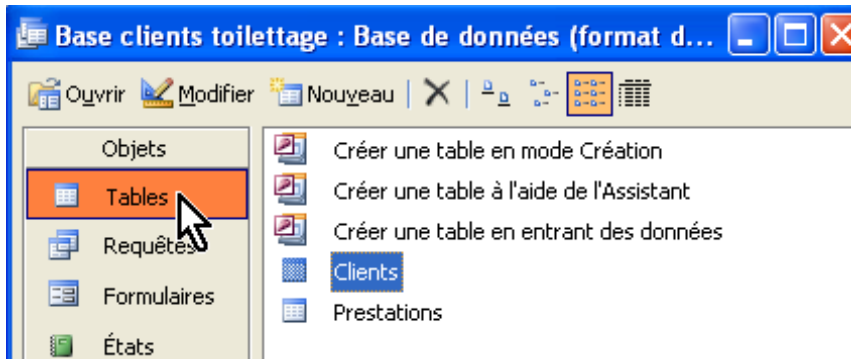 Base clients toilettage : Base de données (format d...
Ouvrir Modifier Nouveau
Objets
Tables
Requêtes
Formulaires
États
Créer une table en mode Création
Créer une table à l'aide de l'Assistant
Créer une table en entrant des données
Clients
Prestations